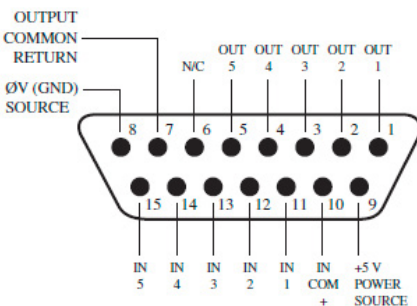 OUTPUT
COMMON
RETURN
ØV (GND)
SOURCE
N/C
OUT OUT OUT OUT OUT
5 4 3 2 1
8 7 6 5 4 3 2 1
15 14 13 12 11 10 9
IN IN IN IN IN IN +5 V
5 4 3 2 1 COM POWER
+ SOURCE